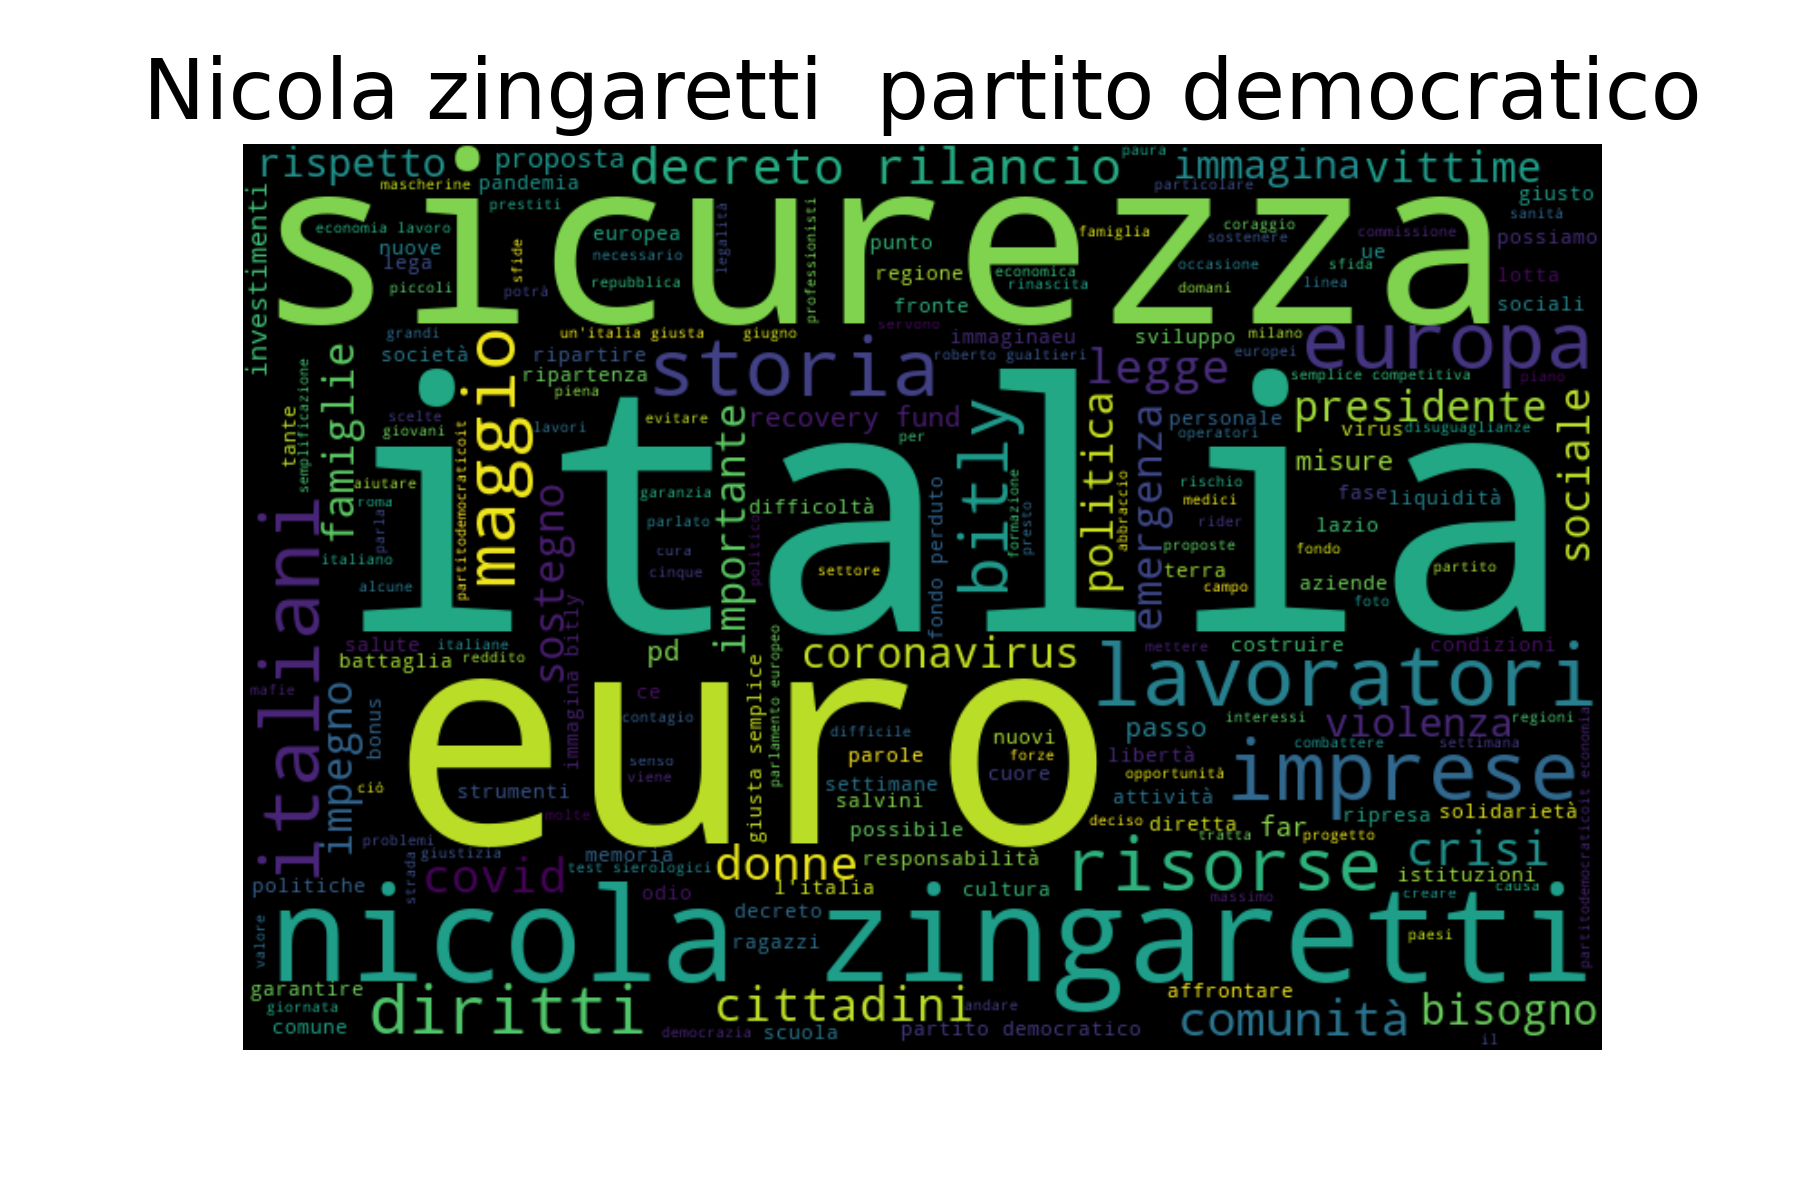 Nicola zingaretti  partito democratico
rispetto
proposta
decreto rilancio
paura
immagina
vittime
mascherine
pandemia
particolare
giusto
investimenti
prestiti
sanità
sicurezza
economia lavoro
nuove
lega
sfide
europea
necessario
legalità
professionisti
punto
famiglia
coraggio
sostenere
commissione
possiamo
ue
piccoli
potrà
repubblica
regione
economica
rinascita
occasione
sfida
domani
linea
lotta
fronte
sociali
grandi
un'italia giusta
giugno
servono
immaginaeu
sviluppo
milano
europa
società
ripartire
storia
roberto gualtieri
legge
europei
maggio
famiglie
semplificazione
ripartenza
piena
semplice competitiva
piano
tante
scelte
giovani
lavori
evitare
importante
recovery fund
per
bitly
politica
emergenza
personale
operatori
presidente
virus
disuguaglianze
sociale
italia
partitodemocraticoit
misure
aiutare
roma
parla
garanzia
difficoltà
fondo perduto
formazione
presto
abbraccio
rischio
medici
fase
liquidità
italiani
sostegno
parlato
politico
rider
lazio
italiano
cura
proposte
fondo
alcune
cinque
settore
terra
campo
aziende
partito
foto
salute
italiane
battaglia
reddito
pd
coronavirus
mettere
costruire
condizioni
mafie
impegno
bonus
immagina bitly
ce
contagio
giusta semplice
parlamento europeo
lavoratori
euro
difficile
nuovi
forze
cuore
passo
interessi
violenza
regioni
senso
viene
parole
libertà
combattere
settimana
partitodemocraticoit economia
ciò
strumenti
settimane
opportunità
attività
imprese
molte
salvini
possibile
deciso
diretta
tratta
far
progetto
ripresa
solidarietà
problemi
strada
giustizia
memoria
test sierologici
donne
responsabilità
risorse
crisi
istituzioni
politiche
covid
odio
l'italia
cultura
massimo
creare
causa
valore
nicola zingaretti
decreto
ragazzi
paesi
garantire
giornata
comune
diritti
cittadini
andare
affrontare
comunità
bisogno
democrazia
scuola
partito democratico
il